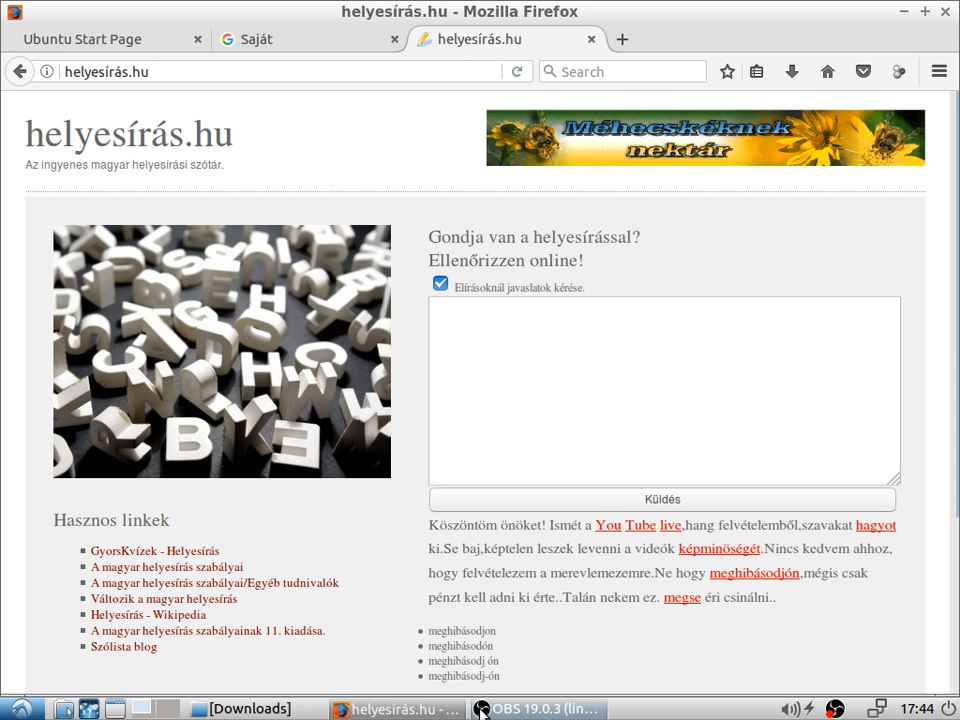 helyesírás.hu - Mozilla Firefox
Ubuntu Start Page
Saját
helyesírás.hu
helyesírás.hu
Search
helyesírás.hu
Az ingyenes magyar helyesírási szótár.
Méhecskéknek
nektár
Gondja van a helyesírással?
Ellenőrizzen online!
Elírásoknál javaslatok kérése.
Küldés
Köszöntöm önöket! Ismét a You Tube live,hang felvételemből,szavakat hagyot
ki.Se baj,képtelen leszek levenni a videók képminöségét.Nincs kedvem ahhoz,
hogy felvételezem a merevlemezemre.Ne hogy meghibásodjón,mégis csak
pénzt kell adni ki érte..Talán nekem ez. megse éri csinálni..
meghibásodjon
meghibásodón
meghibásodj ón
meghibásodj-ón
Hasznos linkek
GyorsKvízek - Helyesírás
A magyar helyesírás szabályai
A magyar helyesírás szabályai/Egyéb tudnivalók
Változik a magyar helyesírás
Helyesírás - Wikipedia
A magyar helyesírás szabályainak 11. kiadása.
Szólista blog
[Downloads]
helyesírás.hu - ...
OBS 19.0.3 (lin...
17:44